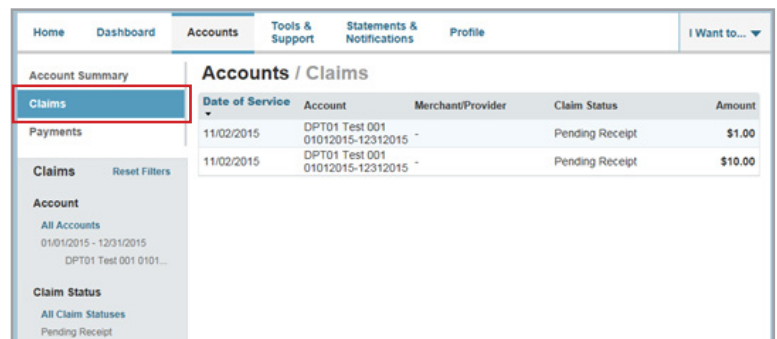 Home Dashboard Accounts Tools & Support Statements & Notifications Profile I Want to...
Account Summary
Claims
Payments
Claims Reset Filters
Account
All Accounts
01/01/2015 - 12/31/2015
DPT01 Test 001 0101...
Claim Status
All Claim Statuses
Pending Receipt
Accounts / Claims
Date of Service Account Merchant/Provider Claim Status Amount
11/02/2015 DPT01 Test 001 01012015-12312015 - Pending Receipt $1.00
11/02/2015 DPT01 Test 001 01012015-12312015 - Pending Receipt $10.00